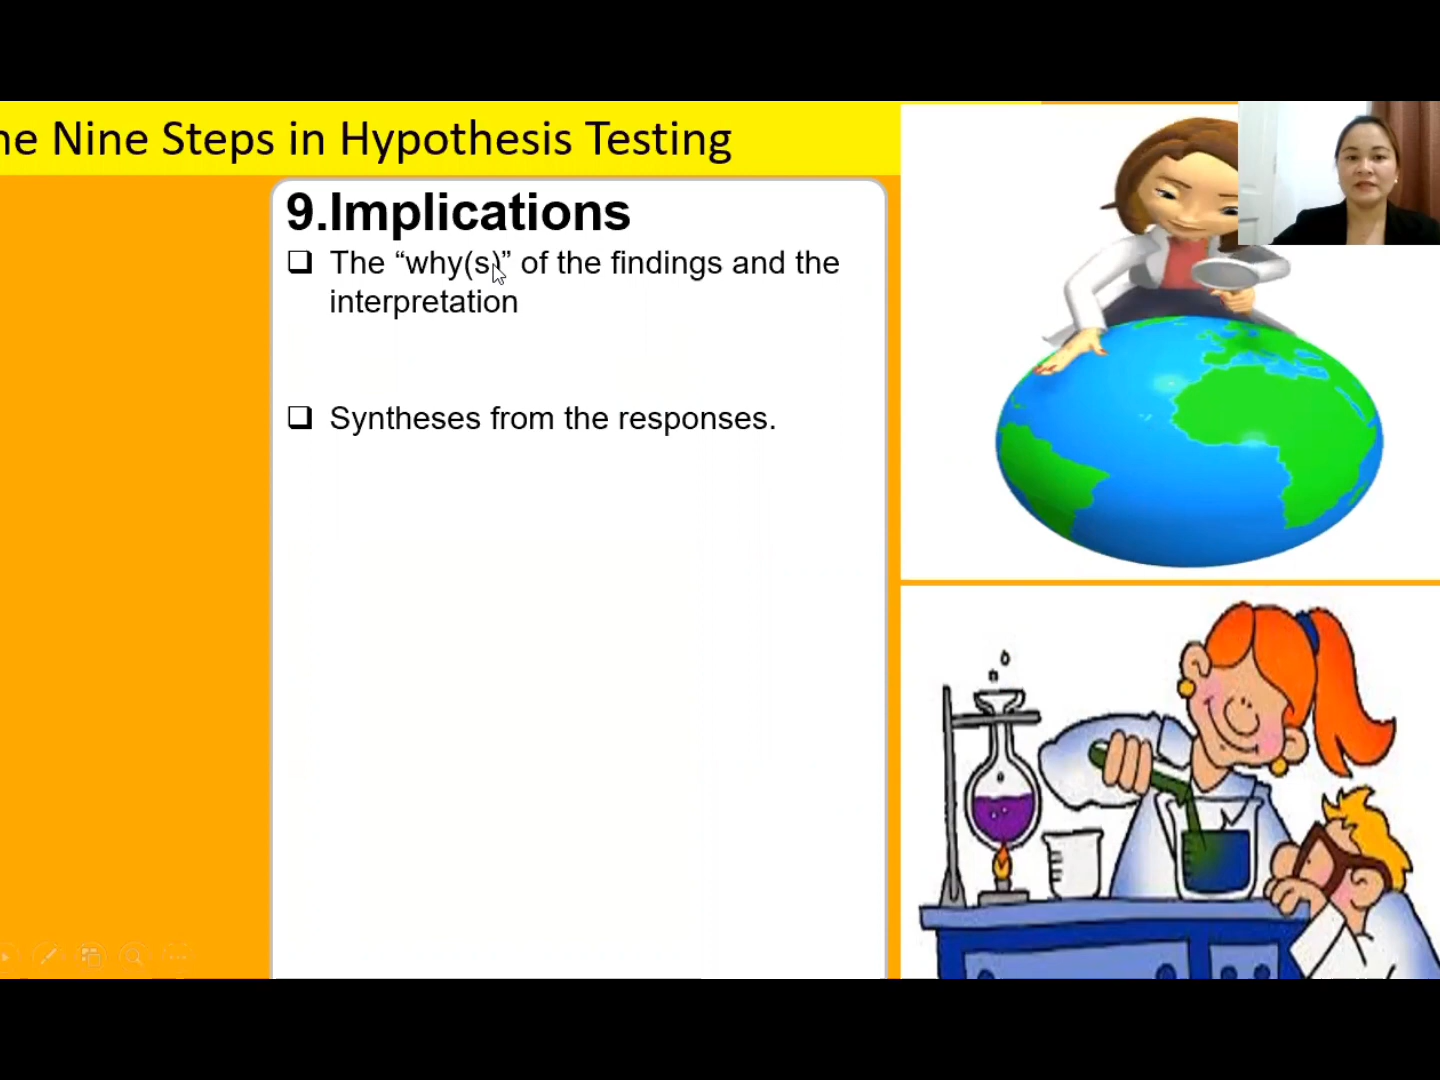 Nine Steps in Hypothesis Testing
9.Implications
❑ The “why(s)” of the findings and the
interpretation
❑ Syntheses from the responses.